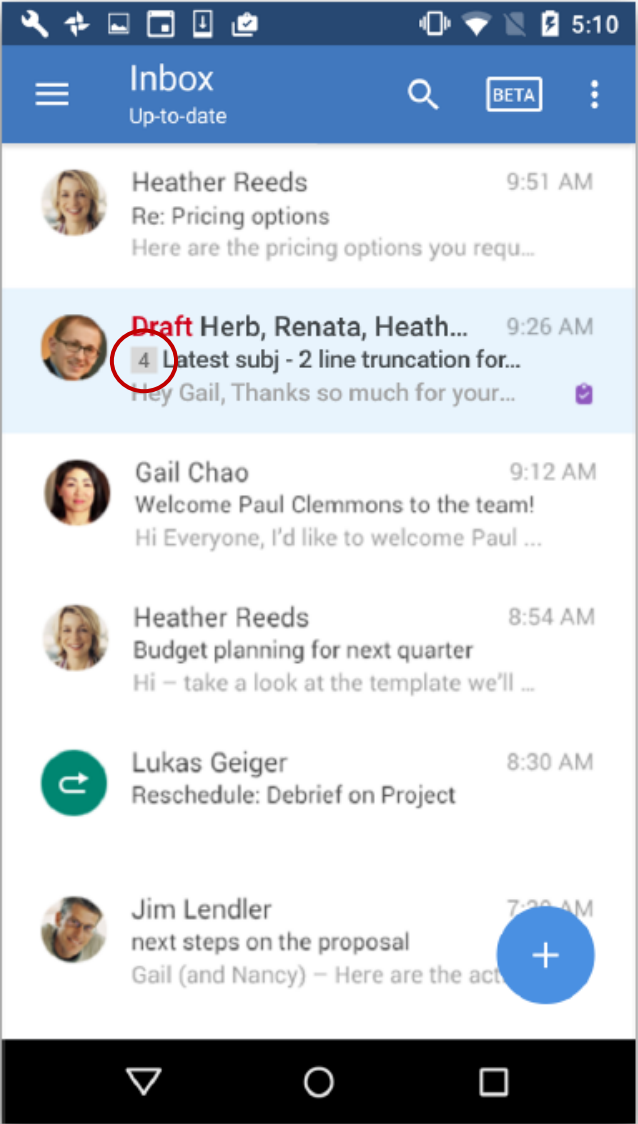 5:10
Inbox
BETA
Up-to-date
Heather Reeds 9:51 AM
Re: Pricing options
Here are the pricing options you requ...
Draft Herb, Renata, Heath... 9:26 AM
4 Latest subj - 2 line truncation for...
Hey Gail, Thanks so much for your...
Gail Chao 9:12 AM
Welcome Paul Clemmons to the team!
Hi Everyone, I'd like to welcome Paul ...
Heather Reeds 8:54 AM
Budget planning for next quarter
Hi – take a look at the template we'll ...
Lukas Geiger 8:30 AM
Reschedule: Debrief on Project
Jim Lendler AM
next steps on the proposal
Gail (and Nancy) – Here are the act
+